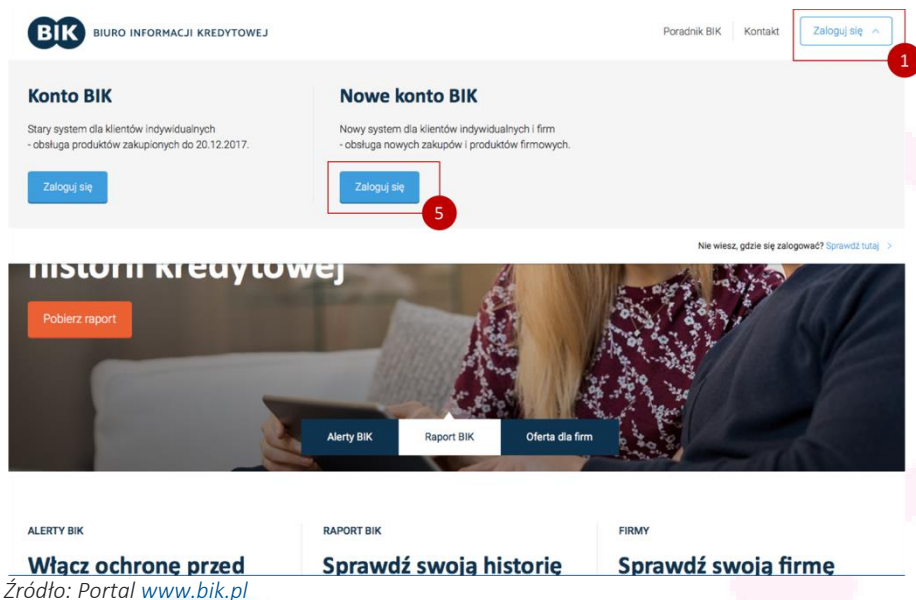 BIK BIURO INFORMACJI KREDYTOWEJ
Poradnik BIK
Kontakt
Zaloguj się
1
Konto BIK
Stary system dla klientów indywidualnych
- obsługa produktów zakupionych do 20.12.2017.
Zaloguj się
Nowe konto BIK
Nowy system dla klientów indywidualnych i firm
- obsługa nowych zakupów i produktów firmowych.
Zaloguj się
5
Nie wiesz, gdzie się zalogować? Sprawdź tutaj >
historii kredytowej
Pobierz raport
Alerty BIK
Raport BIK
Oferta dla firm
ALERTY BIK
Włącz ochronę przed
RAPORT BIK
Sprawdź swoją historię
FIRMY
Sprawdź swoją firmę
Źródło: Portal www.bik.pl